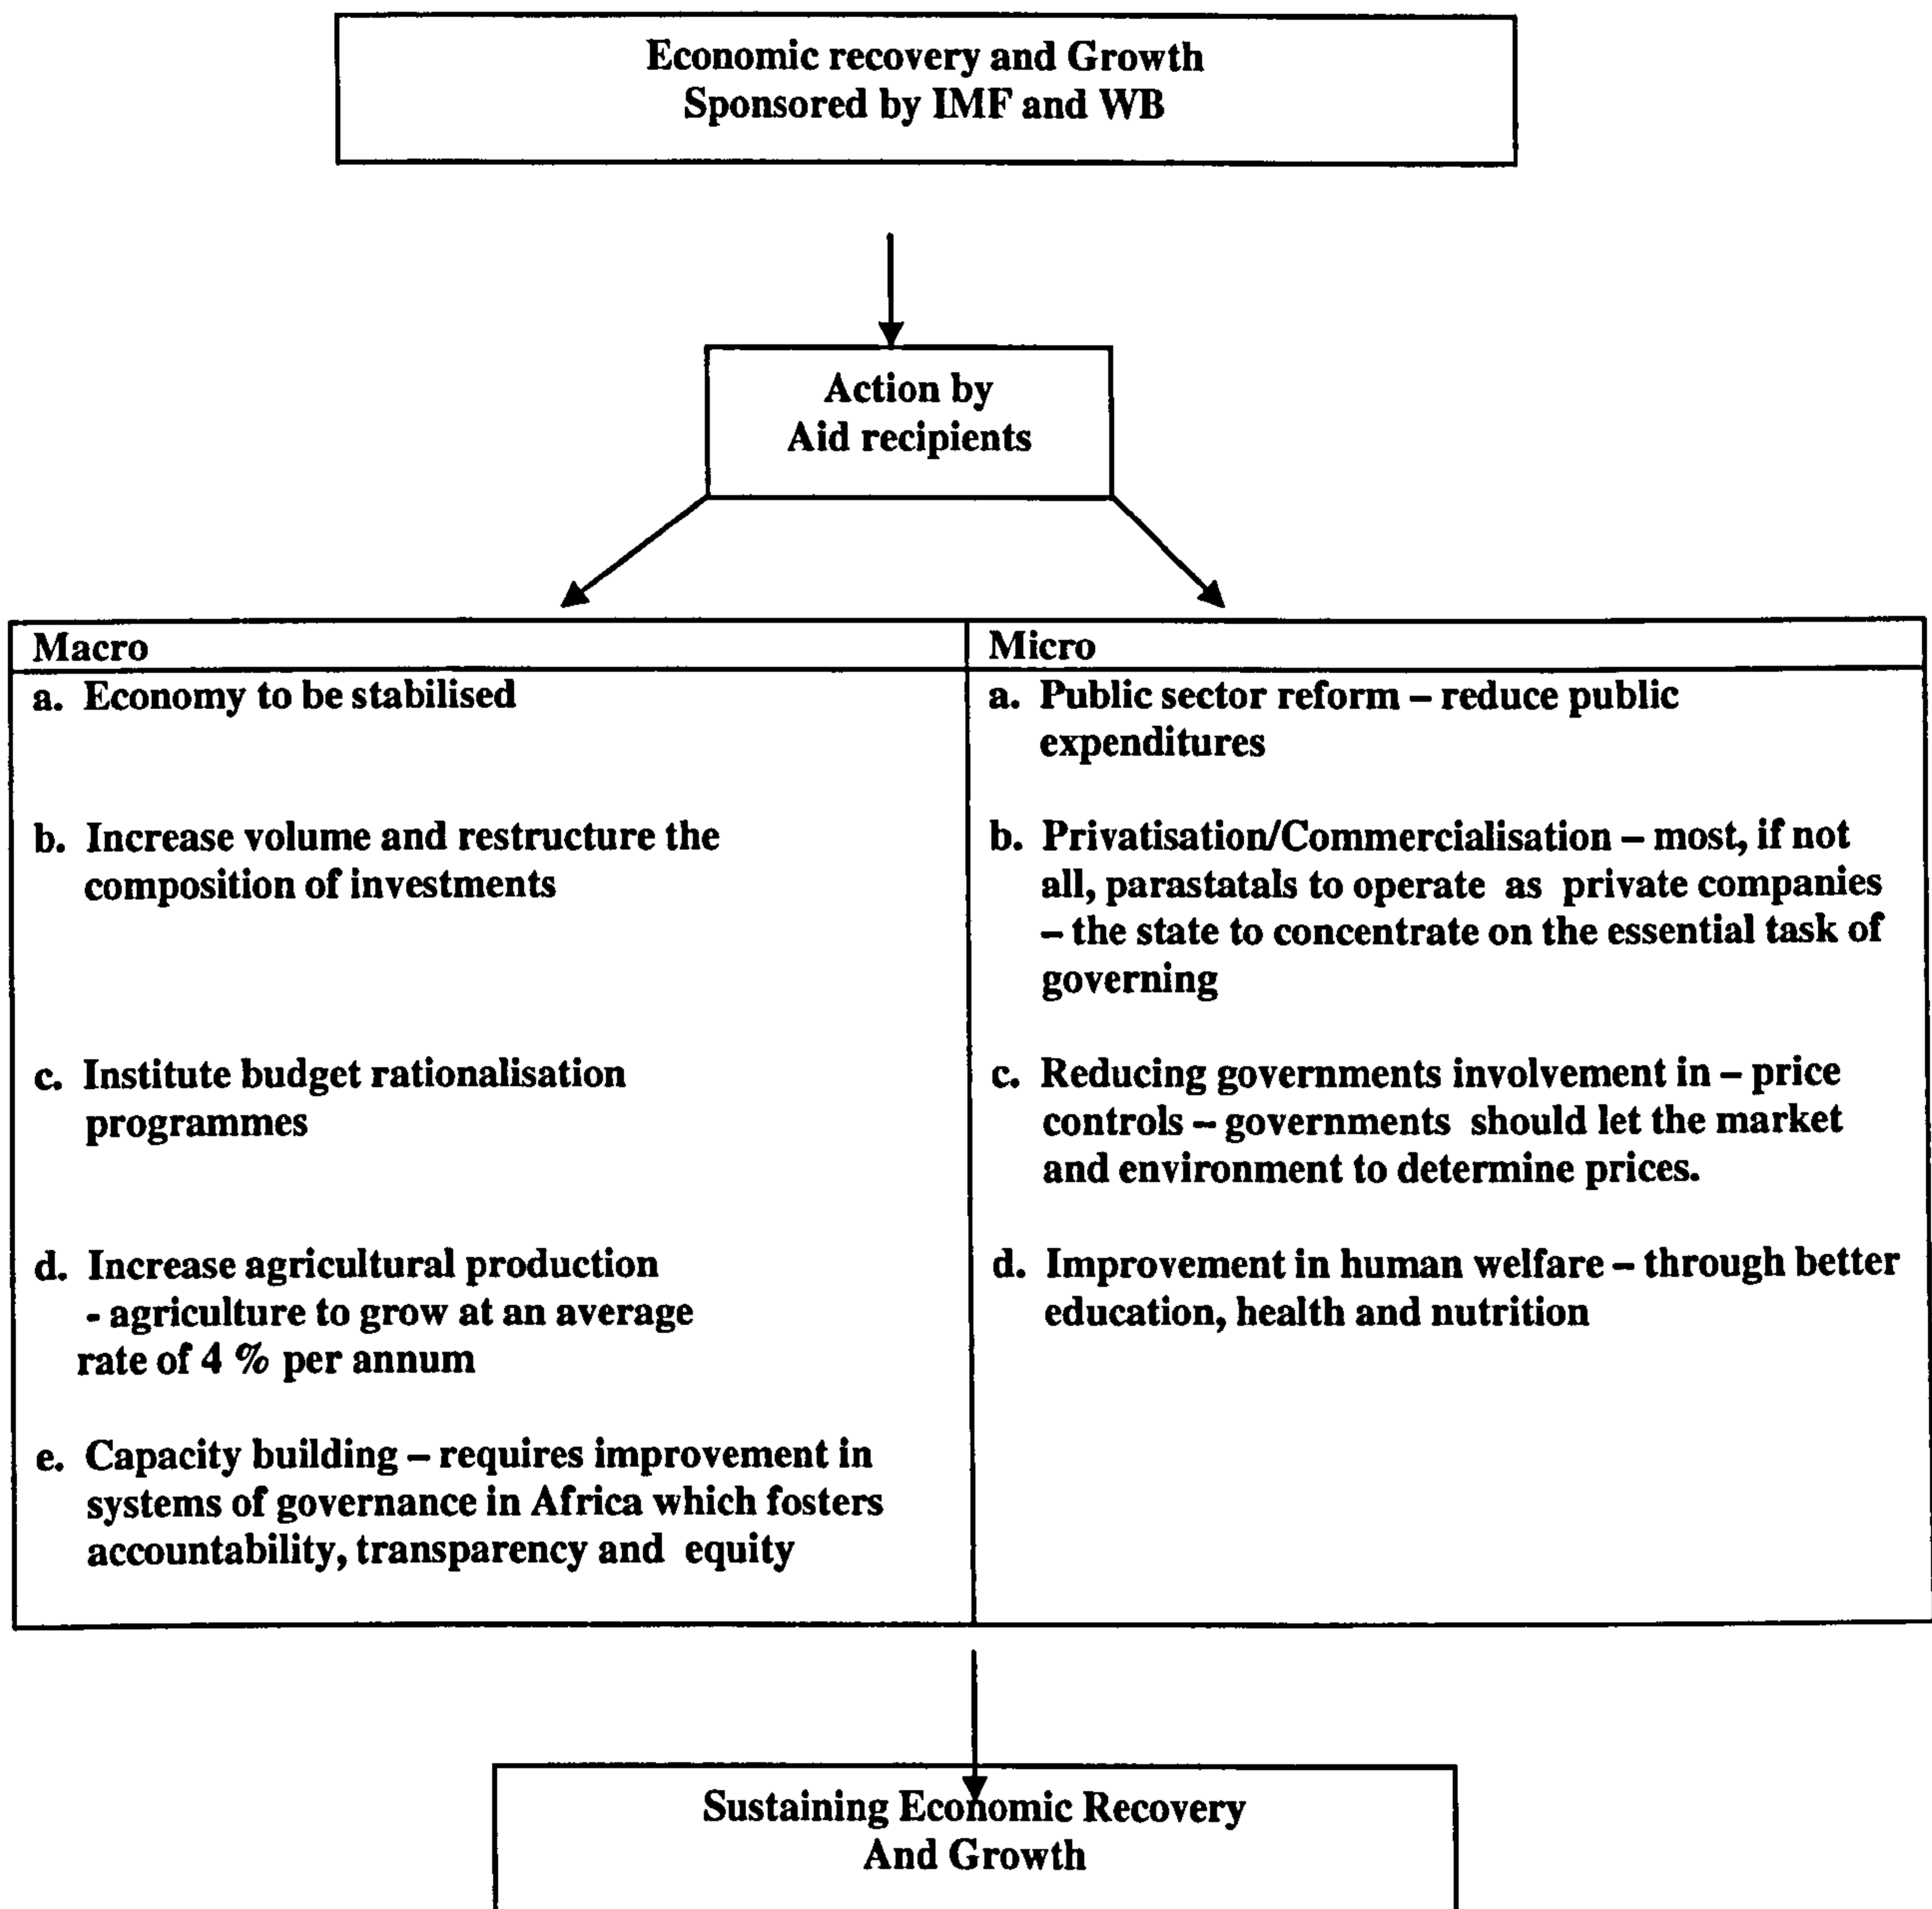 Economic recovery and Growth
Sponsored by IMF and WB
Action by
Aid recipients
Macro
a. Economy to be stabilised
b. Increase volume and restructure the
composition of investments
c. Institute budget rationalisation
programmes
d. Increase agricultural production
- agriculture to grow at an average
rate of 4 % per annum
e. Capacity building – requires improvement in
systems of governance in Africa which fosters
accountability, transparency and equity
Micro
a. Public sector reform – reduce public
expenditures
b. Privatisation/Commercialisation – most, if not
all, parastatals to operate as private companies
– the state to concentrate on the essential task of
governing
c. Reducing governments involvement in – price
controls – governments should let the market
and environment to determine prices.
d. Improvement in human welfare – through better
education, health and nutrition
Sustaining Economic Recovery
And Growth